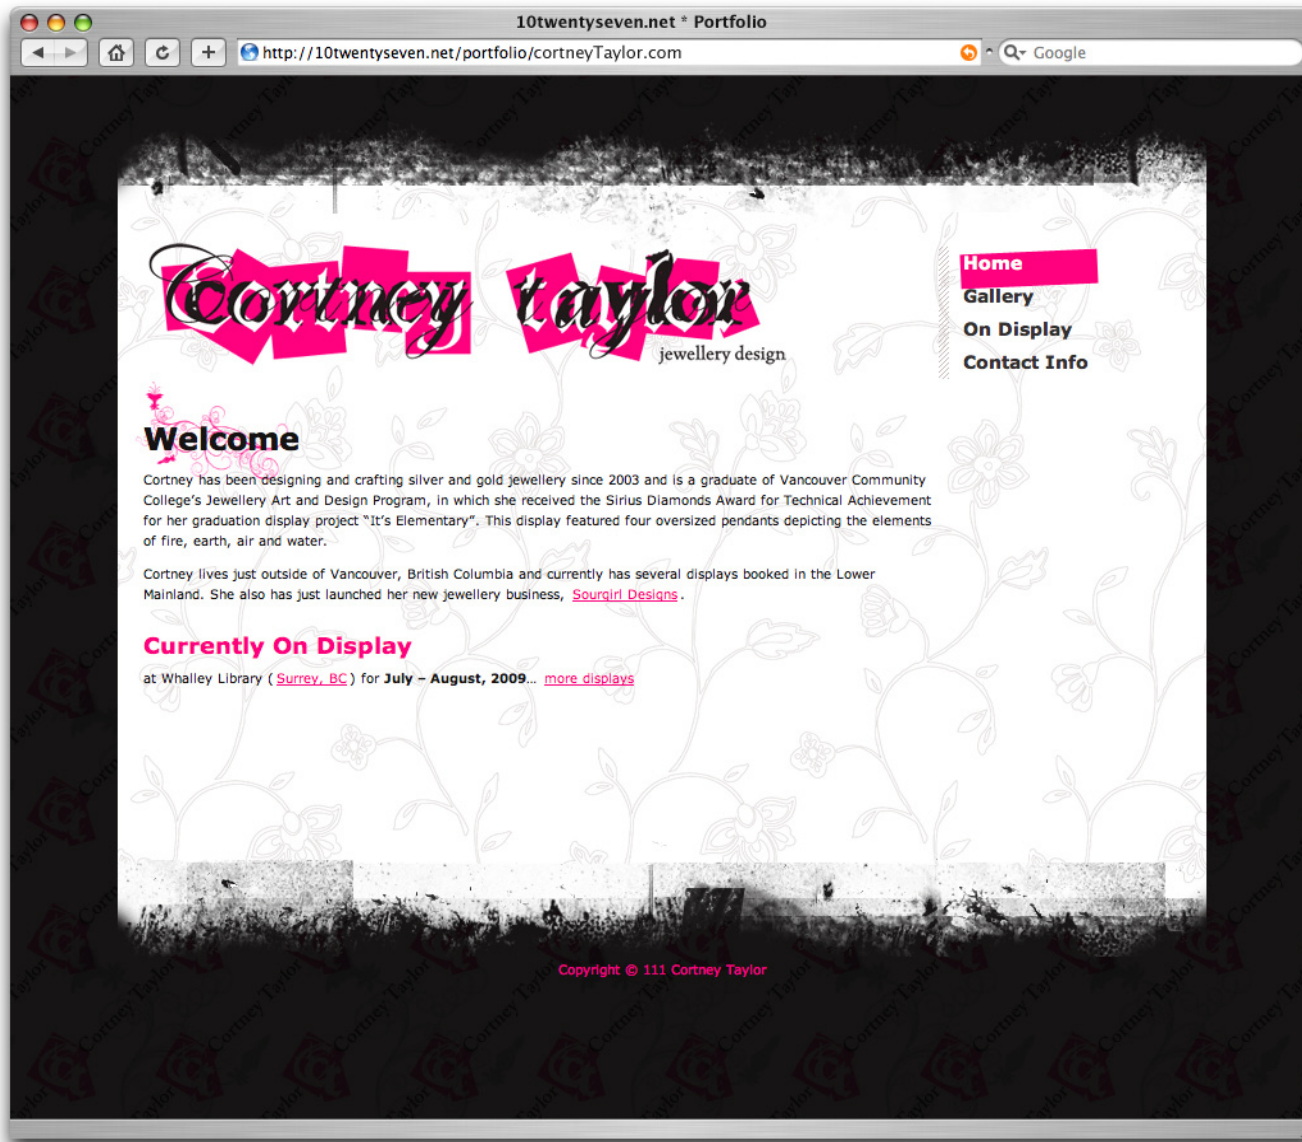 10twentyseven.net * Portfolio
http://10twentyseven.net/portfolio/cortneyTaylor.com
Google
Cortney taylor
jewellery design
Home
Gallery
On Display
Contact Info
Welcome
Cortney has been designing and crafting silver and gold jewellery since 2003 and is a graduate of Vancouver Community
College’s Jewellery Art and Design Program, in which she received the Sirius Diamonds Award for Technical Achievement
for her graduation display project “It’s Elementary”. This display featured four oversized pendants depicting the elements
of fire, earth, air and water.
Cortney lives just outside of Vancouver, British Columbia and currently has several displays booked in the Lower
Mainland. She also has just launched her new jewellery business, Sourgirl Designs.
Currently On Display
at Whalley Library (Surrey, BC) for July – August, 2009… more displays
Copyright © 111 Cortney Taylor